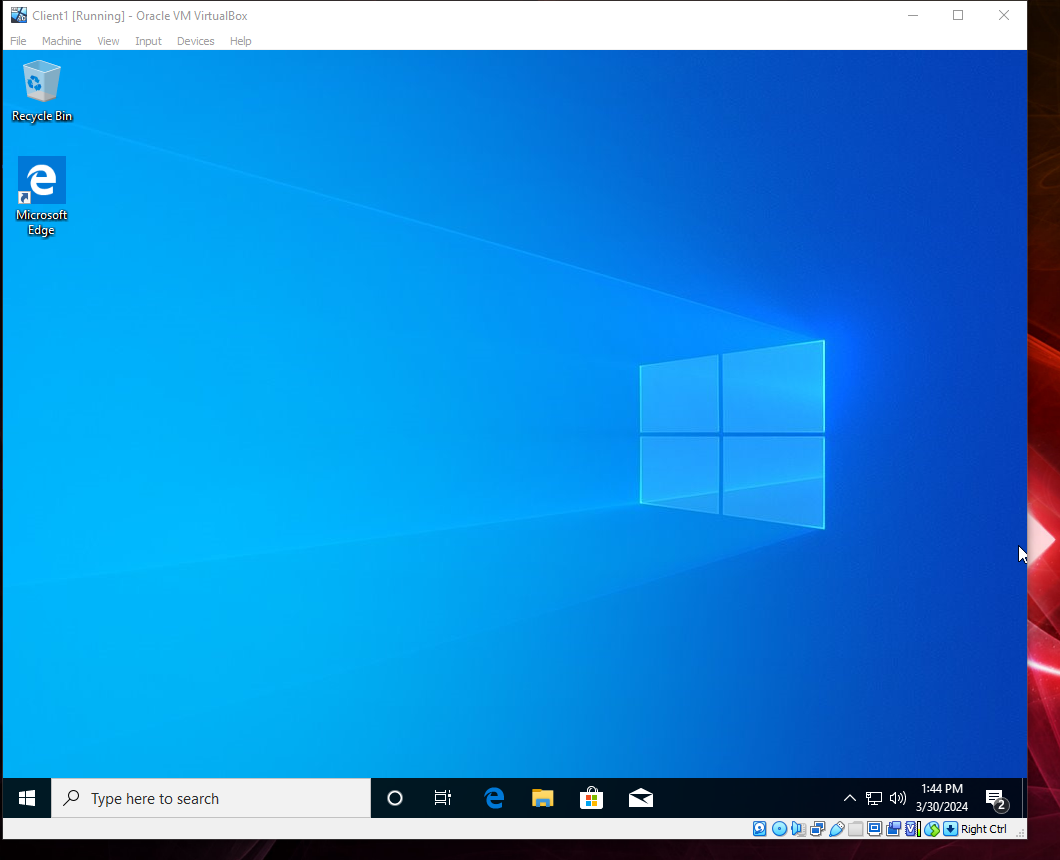 Client1 [Running] - Oracle VM VirtualBox
File Machine View Input Devices Help
Recycle Bin
Microsoft
Edge
Type here to search
1:44 PM
3/30/2024
2
Right Ctrl